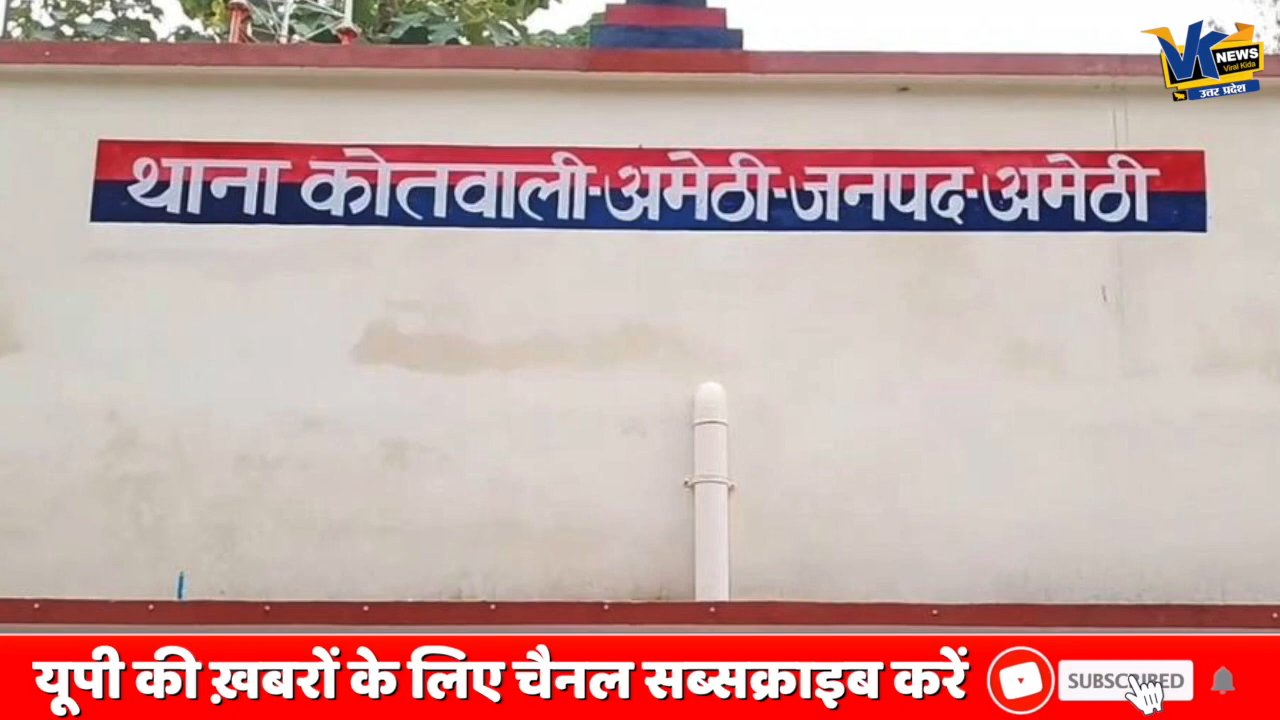 VK NEWS
Viral Kida
उत्तर प्रदेश
थाना कोतवाली-अमेठी-जनपद-अमेठी
यूपी की ख़बरों के लिए चैनल सब्सक्राइब करें
SUBSCRIBED